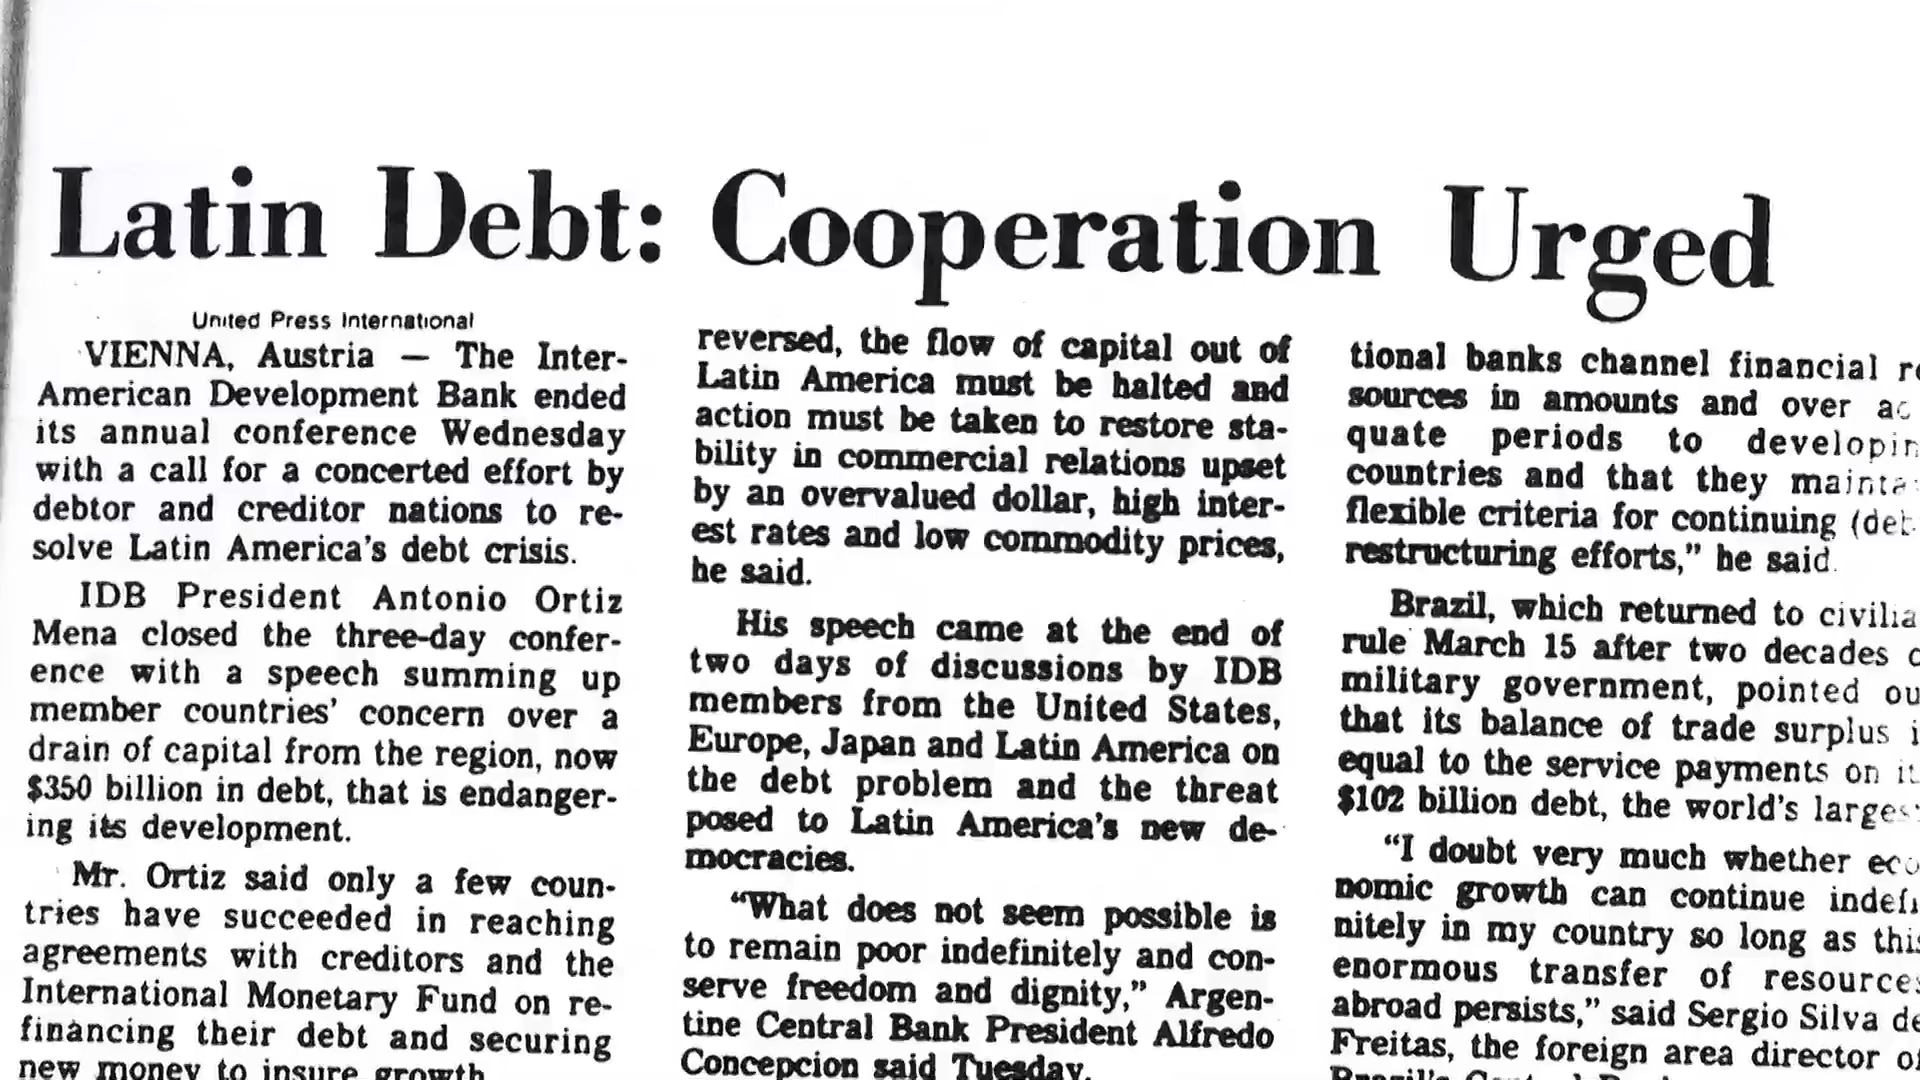 Latin Debt: Cooperation Urged
United Press International
VIENNA, Austria — The Inter-
American Development Bank ended
its annual conference Wednesday
with a call for a concerted effort by
debtor and creditor nations to re-
solve Latin America's debt crisis.
IDB President Antonio Ortiz
Mena closed the three-day confer-
ence with a speech summing up
member countries' concern over a
drain of capital from the region, now
$350 billion in debt, that is endanger-
ing its development.
Mr. Ortiz said only a few coun-
tries have succeeded in reaching
agreements with creditors and the
International Monetary Fund on re-
financing their debt and securing
new money to insure growth
reversed, the flow of capital out of
Latin America must be halted and
action must be taken to restore sta-
bility in commercial relations upset
by an overvalued dollar, high inter-
est rates and low commodity prices,
he said.
His speech came at the end of
two days of discussions by IDB
members from the United States,
Europe, Japan and Latin America on
the debt problem and the threat
posed to Latin America's new de-
mocracies.
“What does not seem possible is
to remain poor indefinitely and con-
serve freedom and dignity,” Argen-
tine Central Bank President Alfredo
Concepcion said Tuesday.
tional banks channel financial
sources in amounts and over
quate periods to
countries and that they
flexible criteria for continuing
restructuring efforts,” he said.
Brazil, which returned to
rule March 15 after two decades
military government, pointed
that its balance of trade surplus
equal to the service payments on
$102 billion debt, the world's
“I doubt very much whether
nomic growth can continue
nitely in my country so long as this
enormous transfer of
abroad persists,” said Sergio Silva de
Freitas, the foreign area director